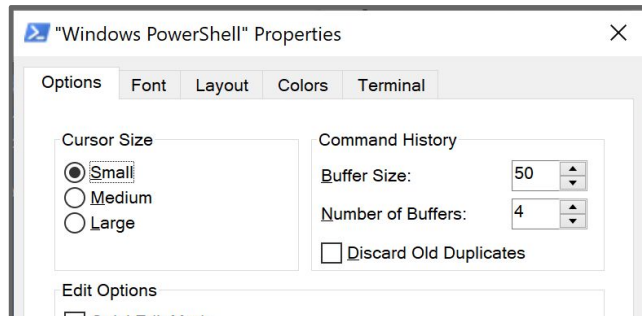 "Windows PowerShell" Properties
Options Font Layout Colors Terminal
Cursor Size
Small
Medium
Large
Command History
Buffer Size: 50
Number of Buffers: 4
Discard Old Duplicates
Edit Options